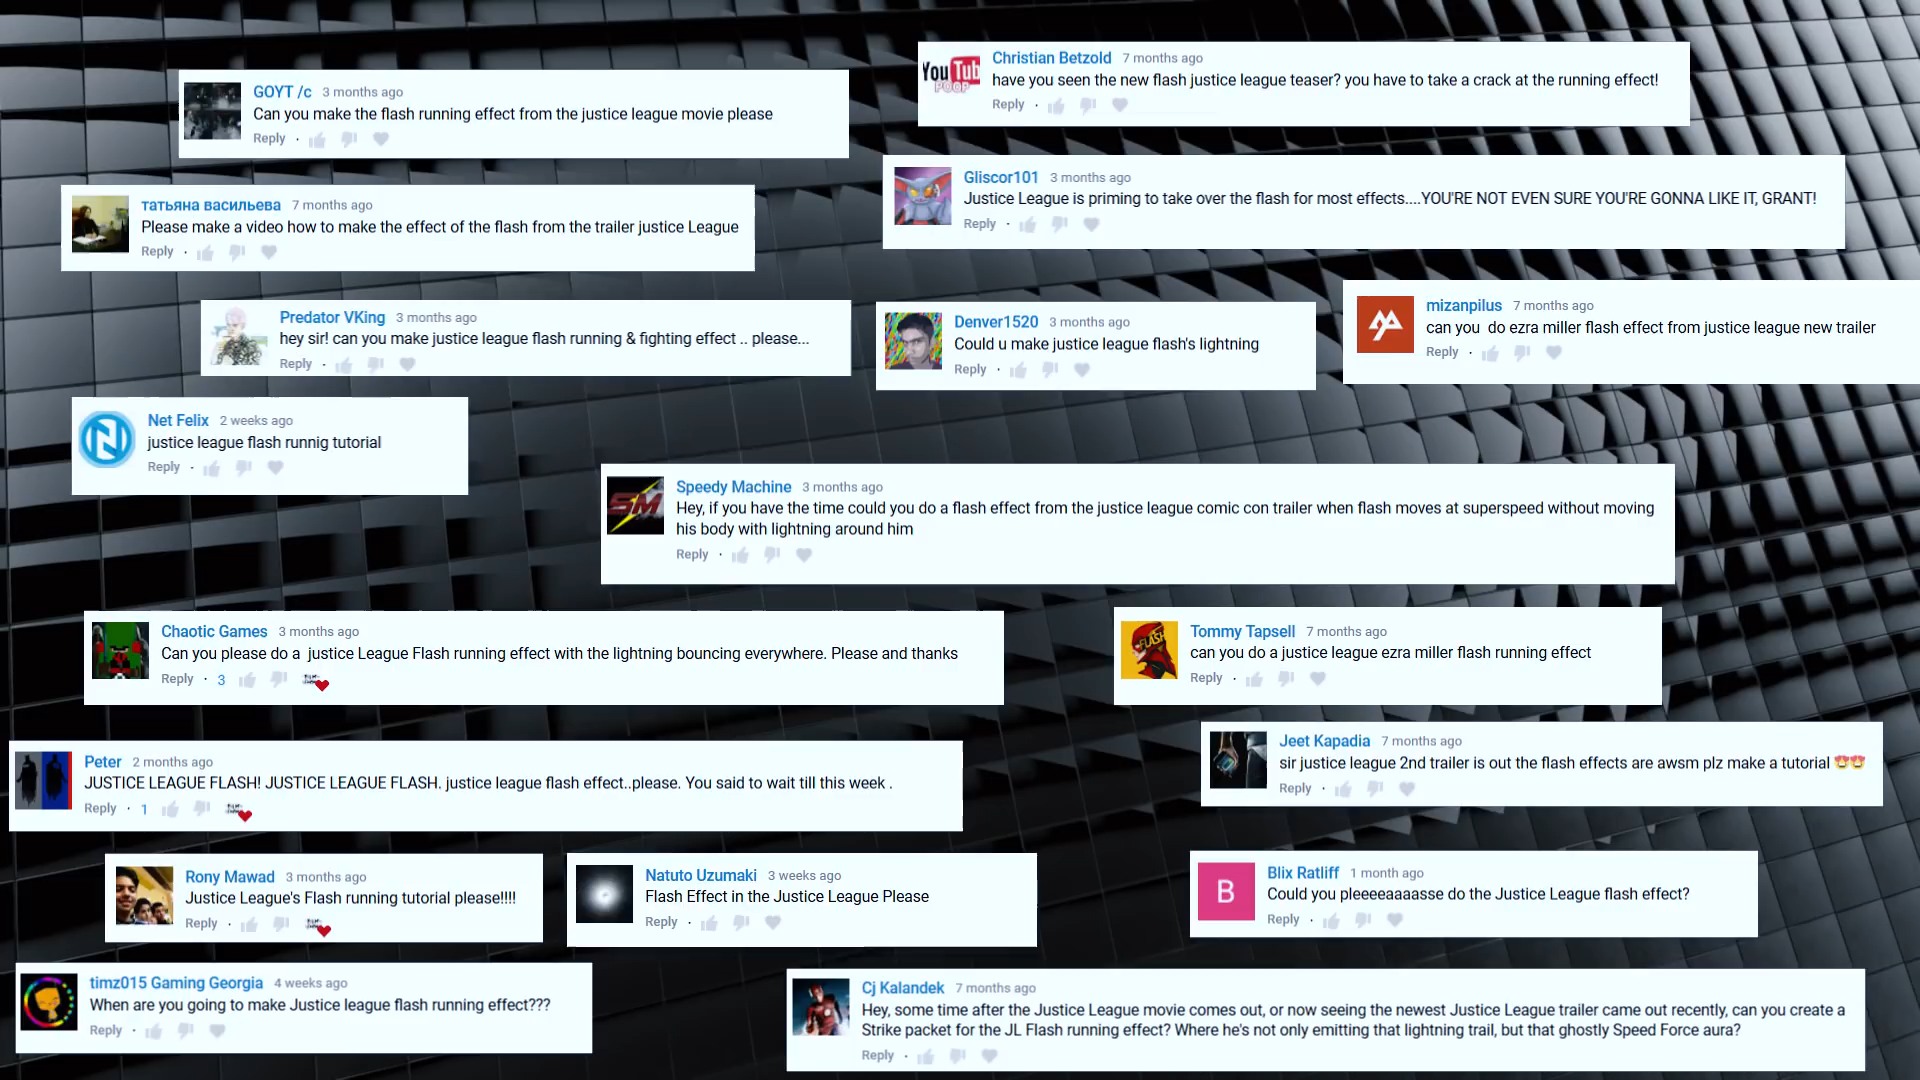 GOYT /c 3 months ago
Can you make the flash running effect from the justice league movie please
Reply ·
YouTub
POOP
Christian Betzold 7 months ago
have you seen the new flash justice league teaser? you have to take a crack at the running effect!
Reply ·
татьяна васильева 7 months ago
Please make a video how to make the effect of the flash from the trailer justice League
Reply ·
Gliscor101 3 months ago
Justice League is priming to take over the flash for most effects....YOU'RE NOT EVEN SURE YOU'RE GONNA LIKE IT, GRANT!
Reply ·
Predator VKing 3 months ago
hey sir! can you make justice league flash running & fighting effect .. please...
Reply ·
Denver1520 3 months ago
Could u make justice league flash's lightning
Reply ·
mizanpilus 7 months ago
can you  do ezra miller flash effect from justice league new trailer
Reply ·
Net Felix 2 weeks ago
justice league flash runnig tutorial
Reply ·
SM
Speedy Machine 3 months ago
Hey, if you have the time could you do a flash effect from the justice league comic con trailer when flash moves at superspeed without moving
his body with lightning around him
Reply ·
Chaotic Games 3 months ago
Can you please do a  justice League Flash running effect with the lightning bouncing everywhere. Please and thanks
Reply · 3
FLASH
Tommy Tapsell 7 months ago
can you do a justice league ezra miller flash running effect
Reply ·
Peter 2 months ago
JUSTICE LEAGUE FLASH! JUSTICE LEAGUE FLASH. justice league flash effect..please. You said to wait till this week .
Reply · 1
Jeet Kapadia 7 months ago
sir justice league 2nd trailer is out the flash effects are awsm plz make a tutorial 😍😍
Reply ·
Rony Mawad 3 months ago
Justice League's Flash running tutorial please!!!!
Reply ·
Natuto Uzumaki 3 weeks ago
Flash Effect in the Justice League Please
Reply ·
B
Blix Ratliff 1 month ago
Could you pleeeeaaaasse do the Justice League flash effect?
Reply ·
timz015 Gaming Georgia 4 weeks ago
When are you going to make Justice league flash running effect???
Reply ·
Cj Kalandek 7 months ago
Hey, some time after the Justice League movie comes out, or now seeing the newest Justice League trailer came out recently, can you create a
Strike packet for the JL Flash running effect? Where he's not only emitting that lightning trail, but that ghostly Speed Force aura?
Reply ·